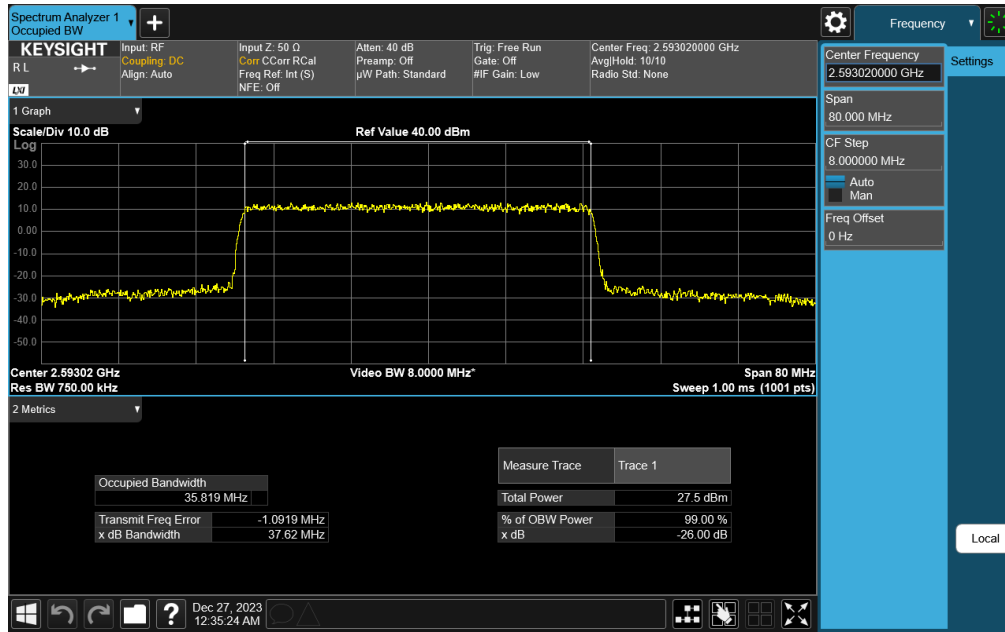 Spectrum Analyzer 1
Occupied BW
Frequency
KEYSIGHT
R L
LXI
Input: RF
Coupling: DC
Align: Auto
Input Z: 50 Ω
Corr CCorr RCal
Freq Ref: Int (S)
NFE: Off
Atten: 40 dB
Preamp: Off
µW Path: Standard
Trig: Free Run
Gate: Off
#IF Gain: Low
Center Freq: 2.593020000 GHz
Avg|Hold: 10/10
Radio Std: None
Center Frequency
2.593020000 GHz
Settings
Span
80.000 MHz
CF Step
8.000000 MHz
Auto
Man
Freq Offset
0 Hz
1 Graph
Scale/Div 10.0 dB
Ref Value 40.00 dBm
Log
30.0
20.0
10.0
0.00
-10.0
-20.0
-30.0
-40.0
-50.0
Center 2.59302 GHz
Video BW 8.0000 MHz*
Span 80 MHz
Res BW 750.00 kHz
Sweep 1.00 ms (1001 pts)
2 Metrics
Measure Trace
Trace 1
Occupied Bandwidth
35.819 MHz
Total Power
27.5 dBm
Transmit Freq Error
-1.0919 MHz
% of OBW Power
99.00 %
x dB Bandwidth
37.62 MHz
x dB
-26.00 dB
Local
Dec 27, 2023
12:35:24 AM